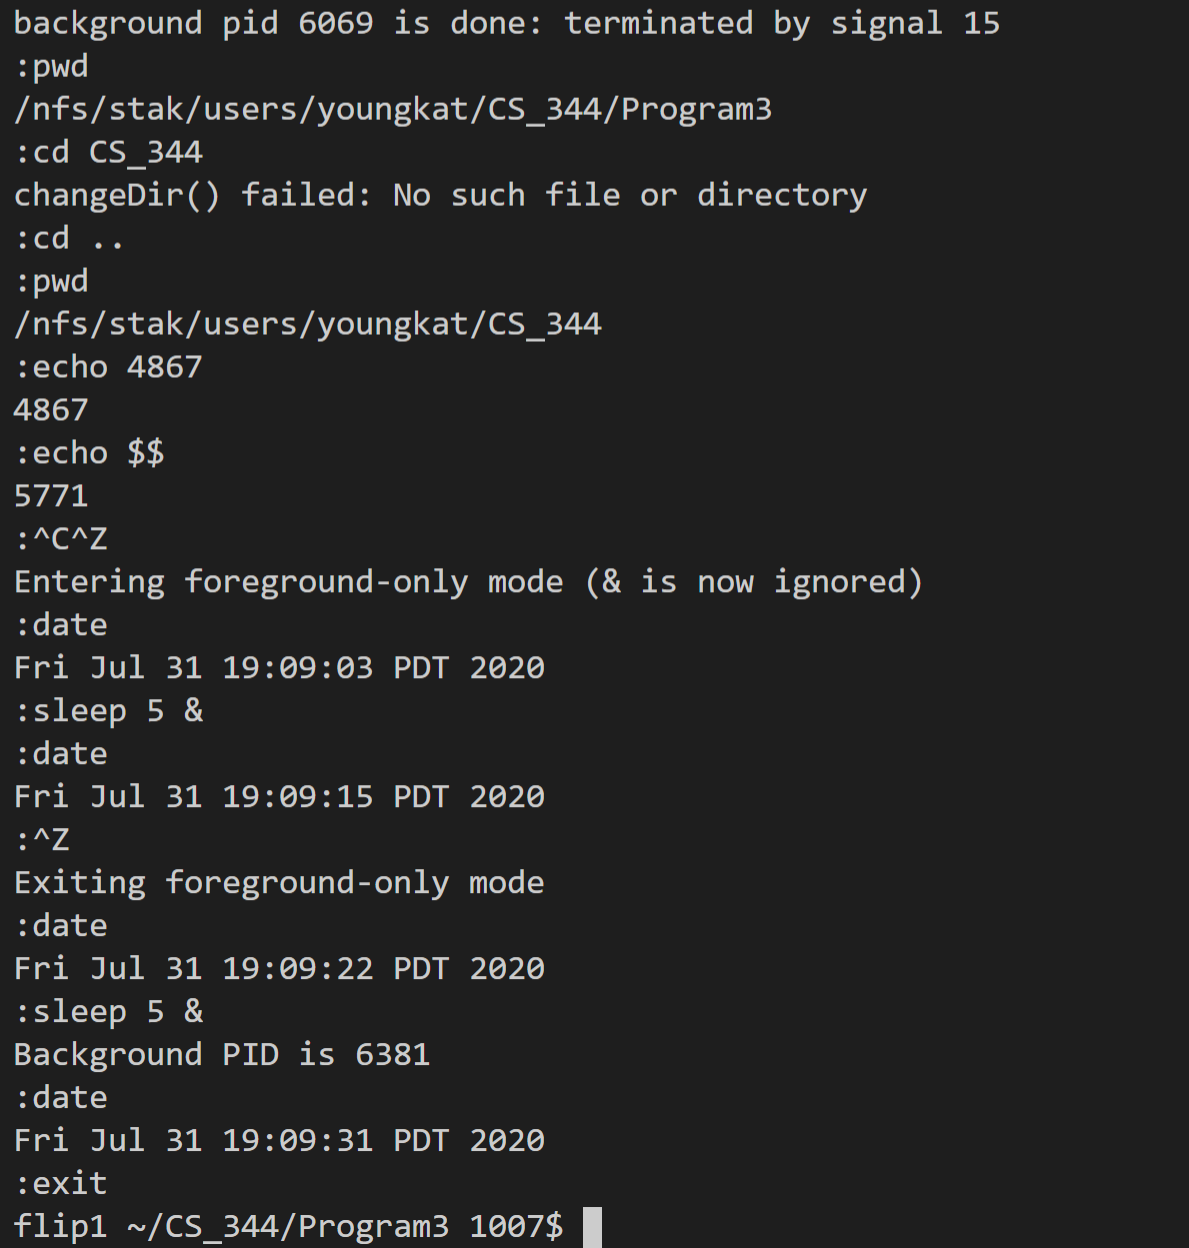 background pid 6069 is done: terminated by signal 15
:pwd
/nfs/stak/users/youngkat/CS_344/Program3
:cd CS_344
changeDir() failed: No such file or directory
:cd ..
:pwd
/nfs/stak/users/youngkat/CS_344
:echo 4867
4867
:echo $$
5771
:^C^Z
Entering foreground-only mode (& is now ignored)
:date
Fri Jul 31 19:09:03 PDT 2020
:sleep 5 &
:date
Fri Jul 31 19:09:15 PDT 2020
:^Z
Exiting foreground-only mode
:date
Fri Jul 31 19:09:22 PDT 2020
:sleep 5 &
Background PID is 6381
:date
Fri Jul 31 19:09:31 PDT 2020
:exit
flip1 ~/CS_344/Program3 1007$